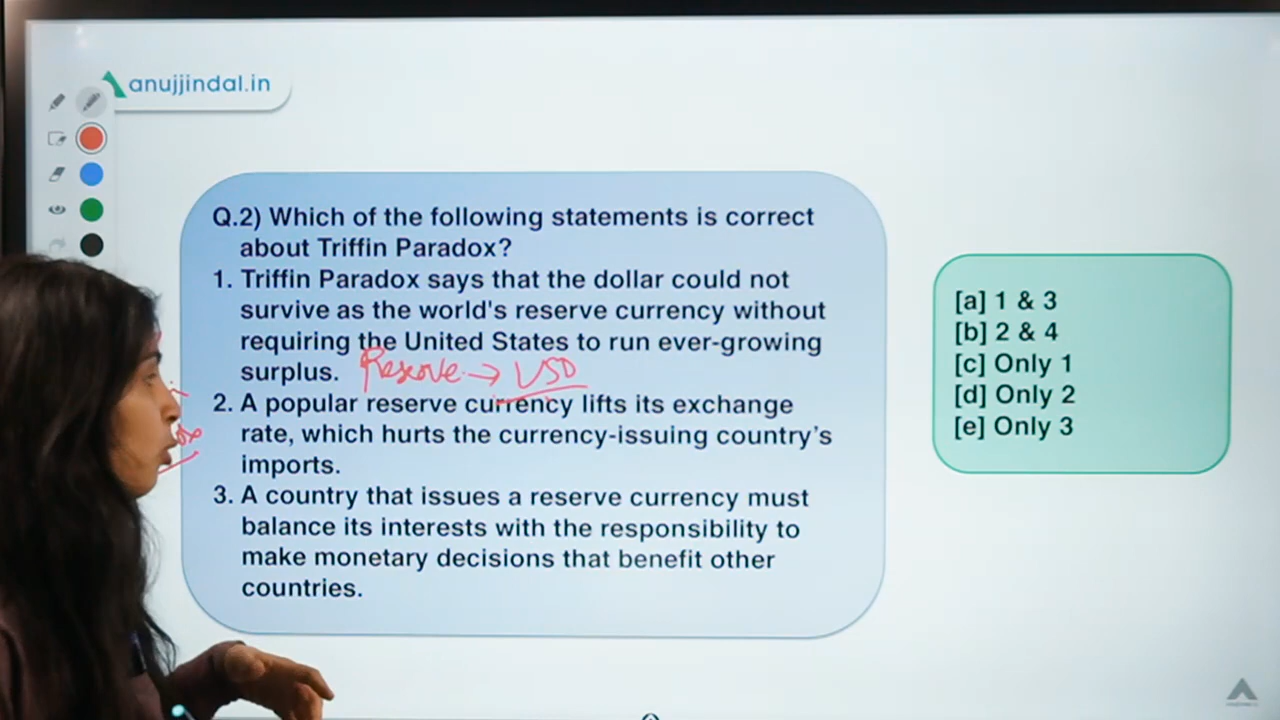 anujjindal.in
Q.2) Which of the following statements is correct
about Triffin Paradox?
1. Triffin Paradox says that the dollar could not
survive as the world's reserve currency without
requiring the United States to run ever-growing
surplus. Reserve → USD
2. A popular reserve currency lifts its exchange
rate, which hurts the currency-issuing country's
imports.
3. A country that issues a reserve currency must
balance its interests with the responsibility to
make monetary decisions that benefit other
countries.
[a] 1 & 3
[b] 2 & 4
[c] Only 1
[d] Only 2
[e] Only 3